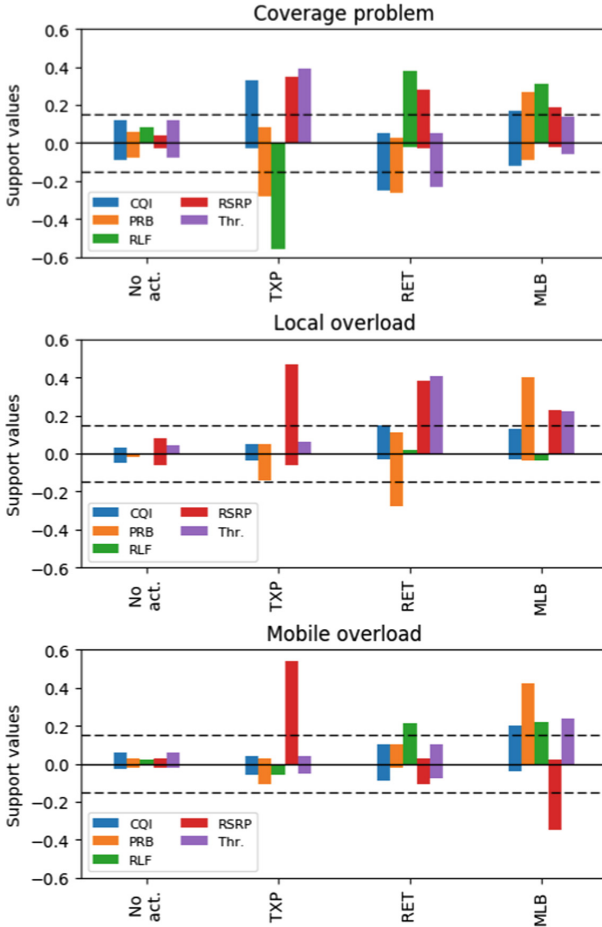 Coverage problem
Support values
0.6
0.4
0.2
0.0
−0.2
−0.4
−0.6
CQI
PRB
RLF
RSRP
Thr.
No
act.
TXP
RET
MLB
Local overload
Support values
0.6
0.4
0.2
0.0
−0.2
−0.4
−0.6
CQI
PRB
RLF
RSRP
Thr.
No
act.
TXP
RET
MLB
Mobile overload
Support values
0.6
0.4
0.2
0.0
−0.2
−0.4
−0.6
CQI
PRB
RLF
RSRP
Thr.
No
act.
TXP
RET
MLB